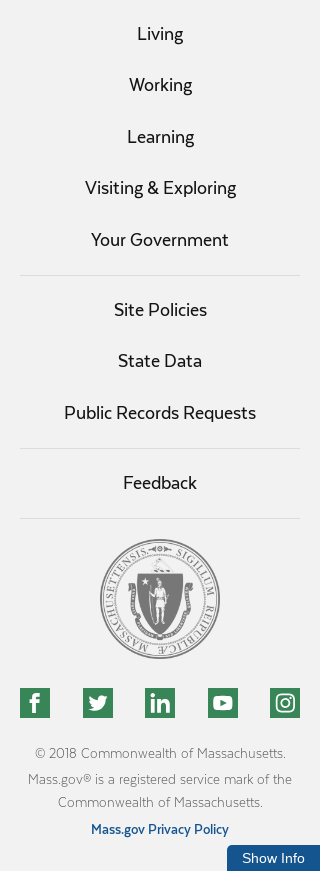 Living
Working
Learning
Visiting & Exploring
Your Government
Site Policies
State Data
Public Records Requests
Feedback
SIGILLUM REIPUBLICÆ MASSACHUSETTENSIS
© 2018 Commonwealth of Massachusetts.
Mass.gov® is a registered service mark of the
Commonwealth of Massachusetts.
Mass.gov Privacy Policy
Show Info